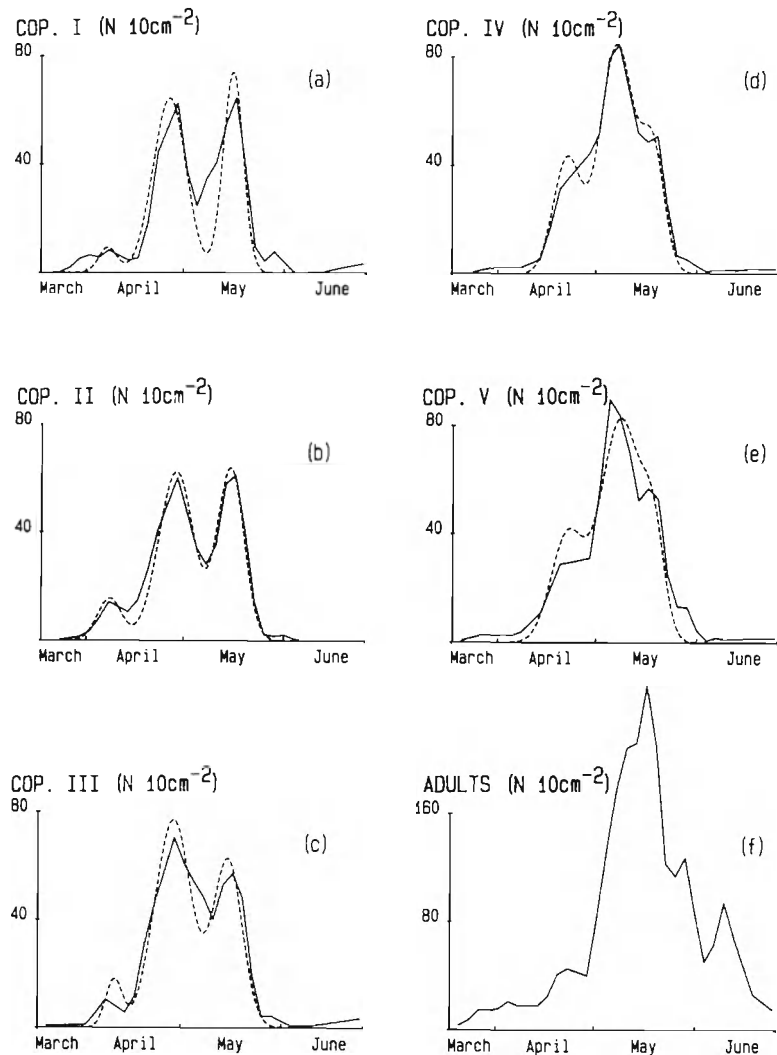 COP. I (N 10cm⁻²)
80
(a)
40
March April May June
COP. II (N 10cm⁻²)
80
(b)
40
March April May June
COP. III (N 10cm⁻²)
80
(c)
40
March April May June
COP. IV (N 10cm⁻²)
80
(d)
40
March April May June
COP. V (N 10cm⁻²)
80
(e)
40
March April May June
ADULTS (N 10cm⁻²)
160
(f)
80
March April May June